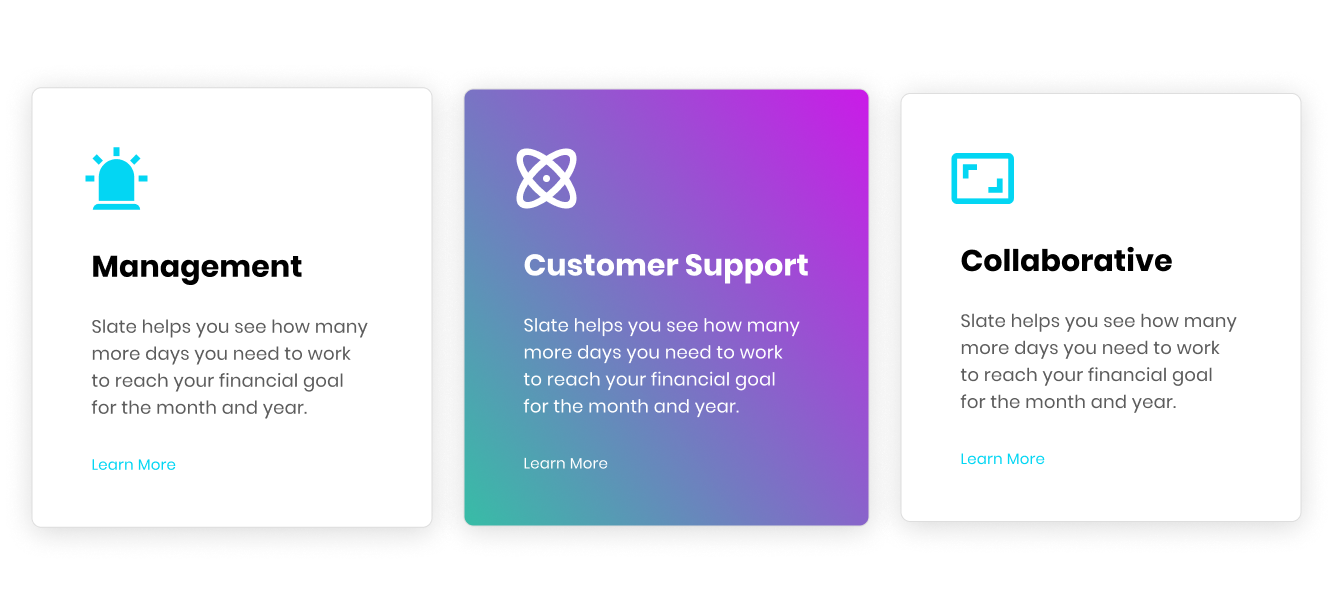 Management
Slate helps you see how many
more days you need to work
to reach your financial goal
for the month and year.
Learn More
Customer Support
Slate helps you see how many
more days you need to work
to reach your financial goal
for the month and year.
Learn More
Collaborative
Slate helps you see how many
more days you need to work
to reach your financial goal
for the month and year.
Learn More